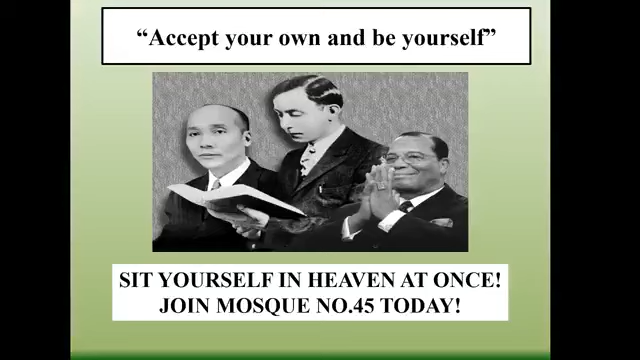 “Accept your own and be yourself”
SIT YOURSELF IN HEAVEN AT ONCE!
JOIN MOSQUE NO.45 TODAY!